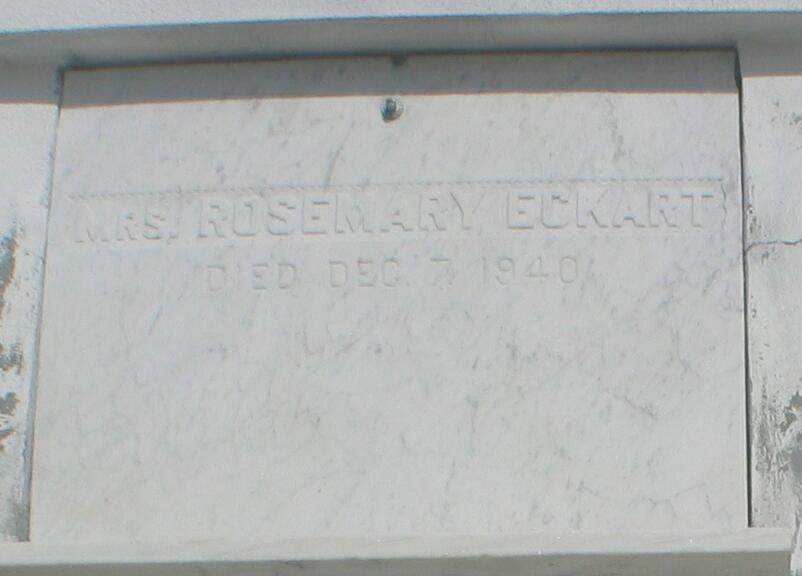 MRS. ROSEMARY ECKART
DIED DEC. 7. 1940